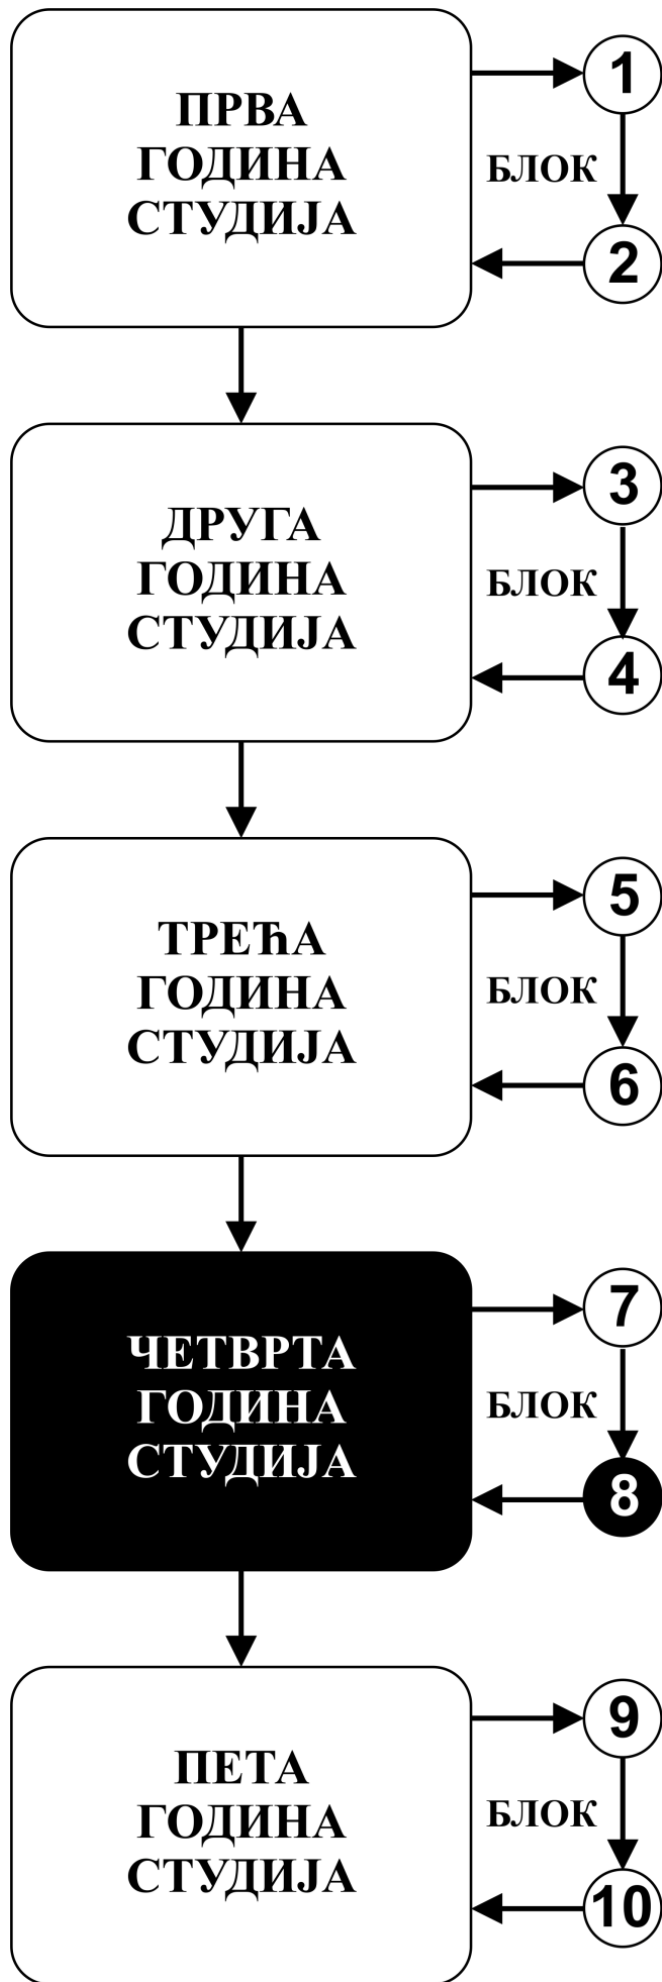 ПРВА
ГОДИНА
СТУДИЈА
1
БЛОК
2
ДРУГА
ГОДИНА
СТУДИЈА
3
БЛОК
4
ТРЕЋА
ГОДИНА
СТУДИЈА
5
БЛОК
6
ЧЕТВРТА
ГОДИНА
СТУДИЈА
7
БЛОК
8
ПЕТА
ГОДИНА
СТУДИЈА
9
БЛОК
10